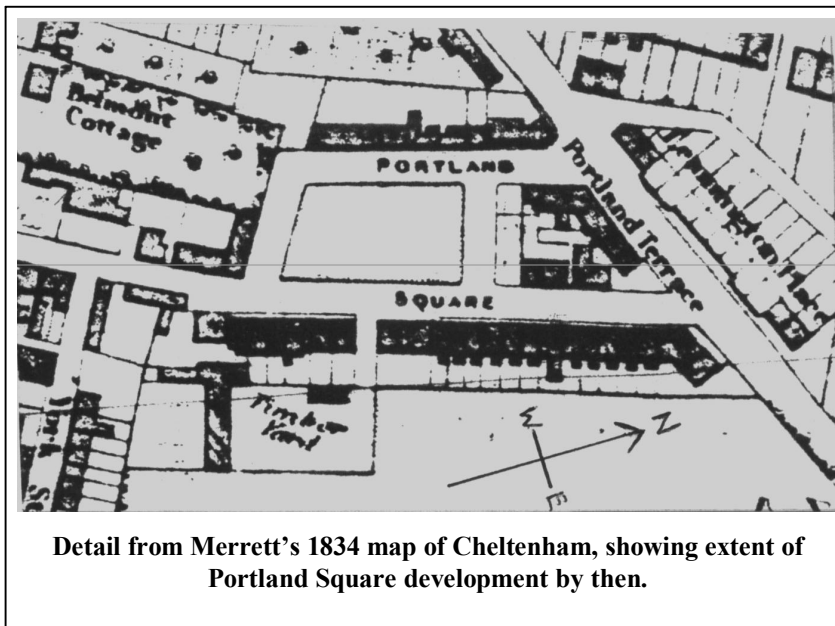 Belmont
Cottage
PORTLAND
Portland Terrace
SQUARE
Timber
Yard
N
W
E
Detail from Merrett’s 1834 map of Cheltenham, showing extent of
Portland Square development by then.